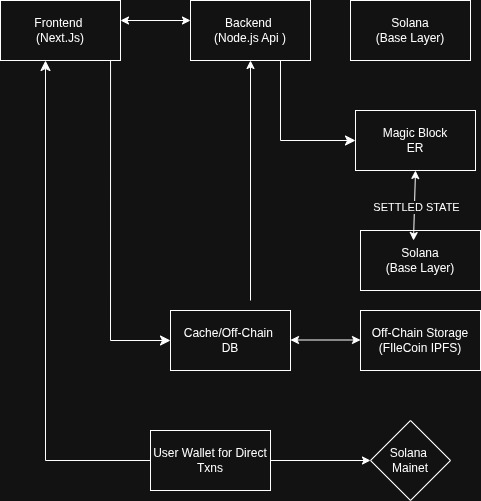 Frontend
(Next.Js)
Backend
(Node.js Api )
Solana
(Base Layer)
Magic Block
ER
SETTLED STATE
Solana
(Base Layer)
Cache/Off-Chain
DB
Off-Chain Storage
(FIleCoin IPFS)
User Wallet for Direct
Txns
Solana
Mainet